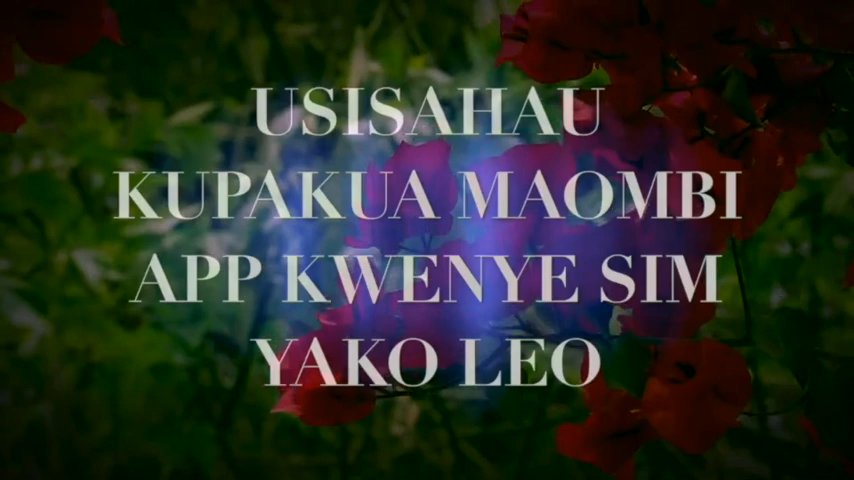 USISAHAU
KUPAKUA MAOMBI
APP KWENYE SIM
YAKO LEO